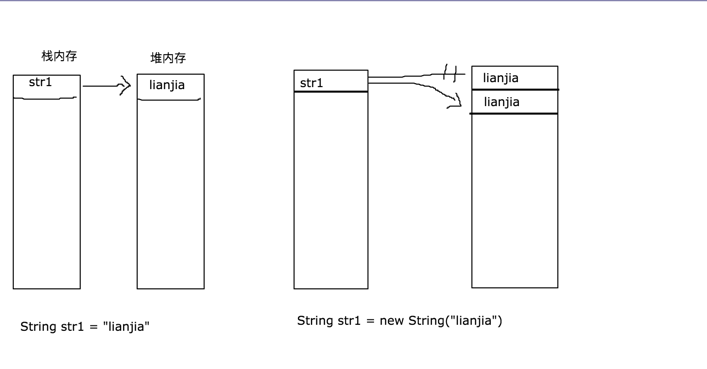 栈内存
堆内存
str1
lianjia
String str1 = "lianjia"
str1
lianjia
lianjia
String str1 = new String("lianjia")